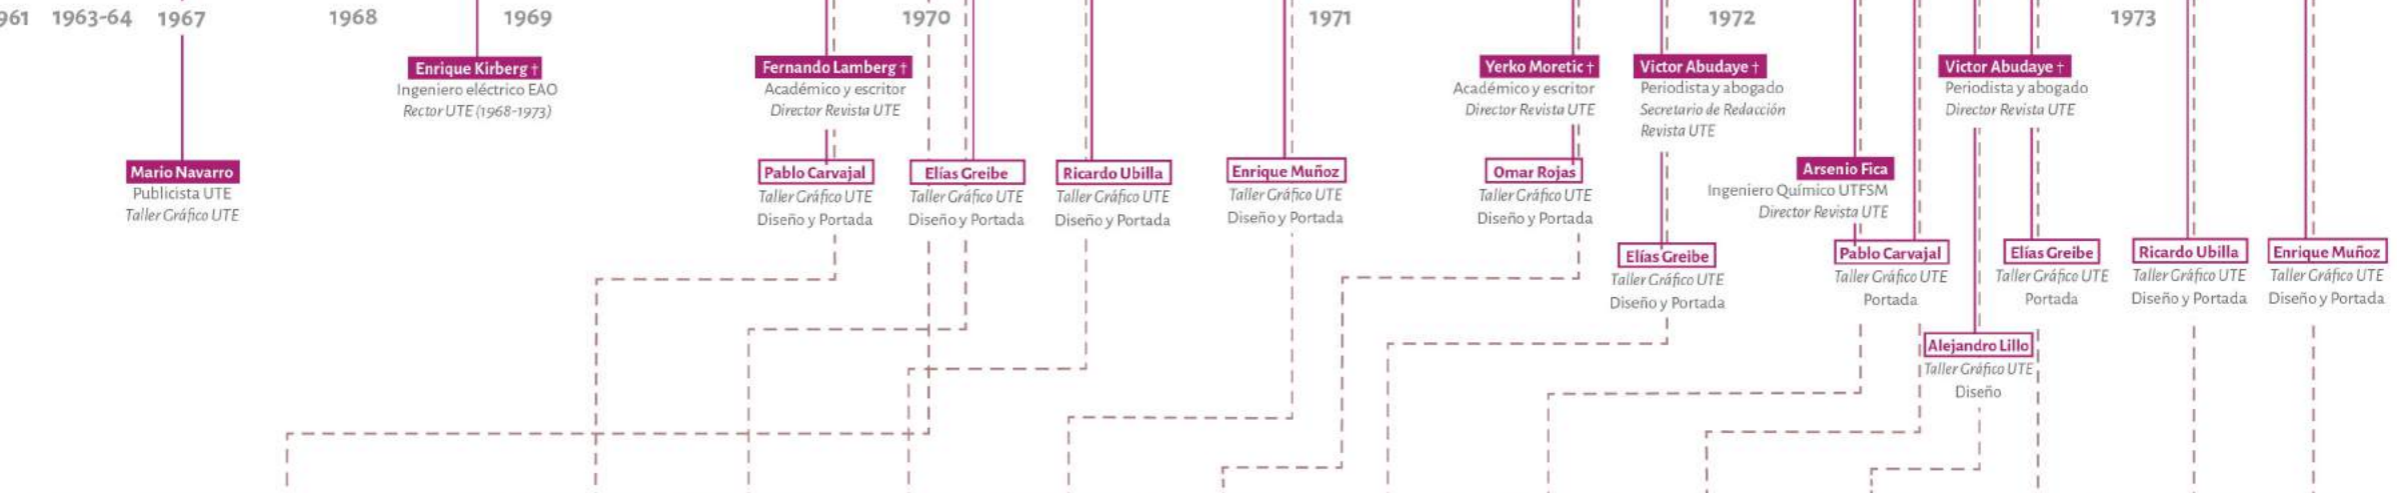 961 1963-64 1967 1968 1969 1970 1971 1972 1973
Mario Navarro
Publicista UTE
Taller Gráfico UTE
Enrique Kirberg †
Ingeniero eléctrico EAO
Rector UTE (1968-1973)
Fernando Lamberg †
Académico y escritor
Director Revista UTE
Pablo Carvajal
Taller Gráfico UTE
Diseño y Portada
Elías Greibe
Taller Gráfico UTE
Diseño y Portada
Ricardo Ubilla
Taller Gráfico UTE
Diseño y Portada
Enrique Muñoz
Taller Gráfico UTE
Diseño y Portada
Yerko Moretic †
Académico y escritor
Director Revista UTE
Omar Rojas
Taller Gráfico UTE
Diseño y Portada
Victor Abudaye †
Periodista y abogado
Secretario de Redacción
Revista UTE
Elías Greibe
Taller Gráfico UTE
Diseño y Portada
Arsenio Fica
Ingeniero Químico UTFSM
Director Revista UTE
Pablo Carvajal
Taller Gráfico UTE
Portada
Victor Abudaye †
Periodista y abogado
Director Revista UTE
Alejandro Lillo
Taller Gráfico UTE
Diseño
Elías Greibe
Taller Gráfico UTE
Portada
Ricardo Ubilla
Taller Gráfico UTE
Diseño y Portada
Enrique Muñoz
Taller Gráfico UTE
Diseño y Portada